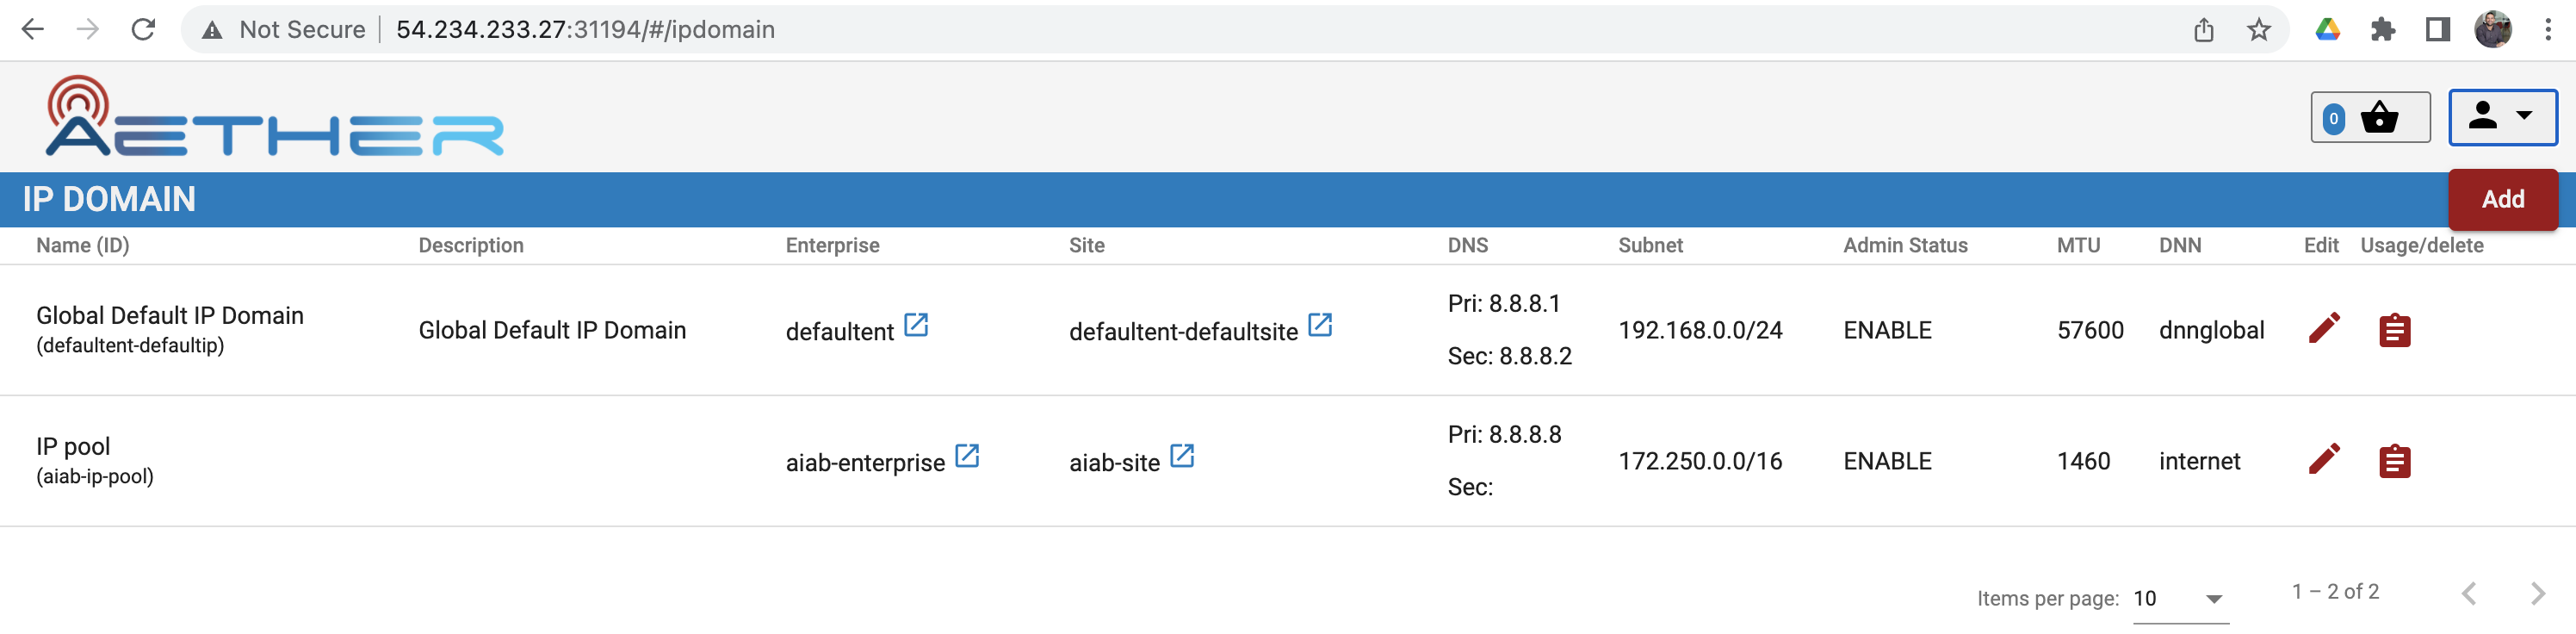 Not Secure 54.234.233.27:31194/#/ipdomain
AETHER
0
IP DOMAIN
Add
Name (ID) Description Enterprise Site DNS Subnet Admin Status MTU DNN Edit Usage/delete
Global Default IP Domain
(defaultent-defaultip)
Global Default IP Domain
defaultent
defaultent-defaultsite
Pri: 8.8.8.1
Sec: 8.8.8.2
192.168.0.0/24
ENABLE
57600
dnnglobal
IP pool
(aiab-ip-pool)
aiab-enterprise
aiab-site
Pri: 8.8.8.8
Sec:
172.250.0.0/16
ENABLE
1460
internet
Items per page: 10 1 – 2 of 2